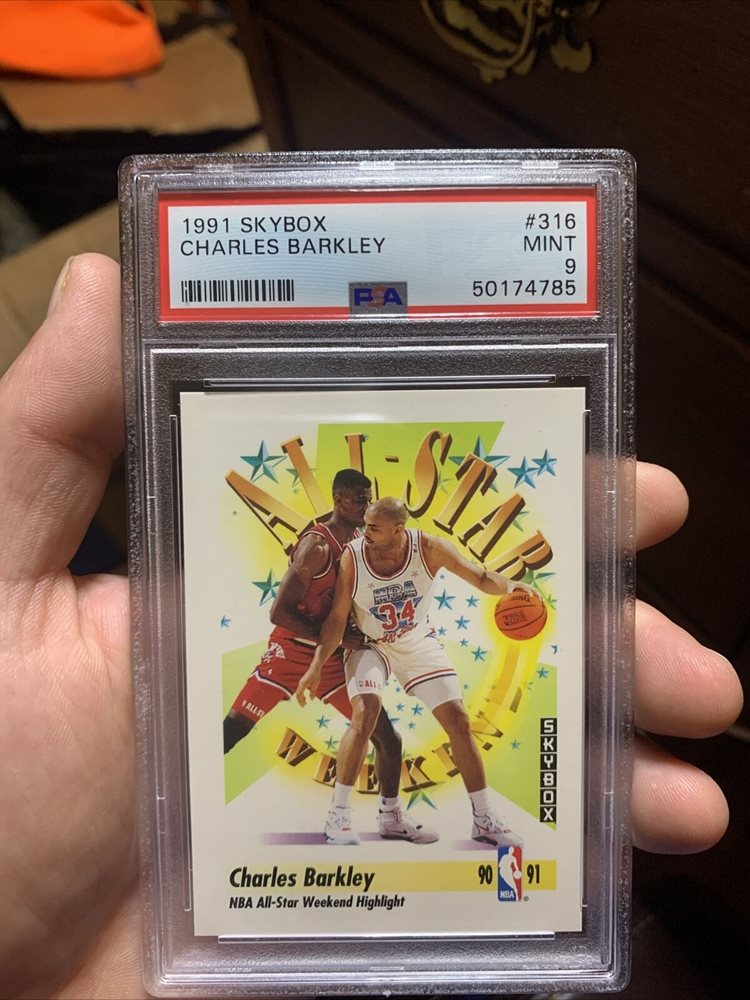 1991 SKYBOX #316
CHARLES BARKLEY MINT
9
PSA 50174785
ALL-STAR
NBA
34
WEEKEND
SKYBOX
Charles Barkley 90 NBA 91
NBA All-Star Weekend Highlight